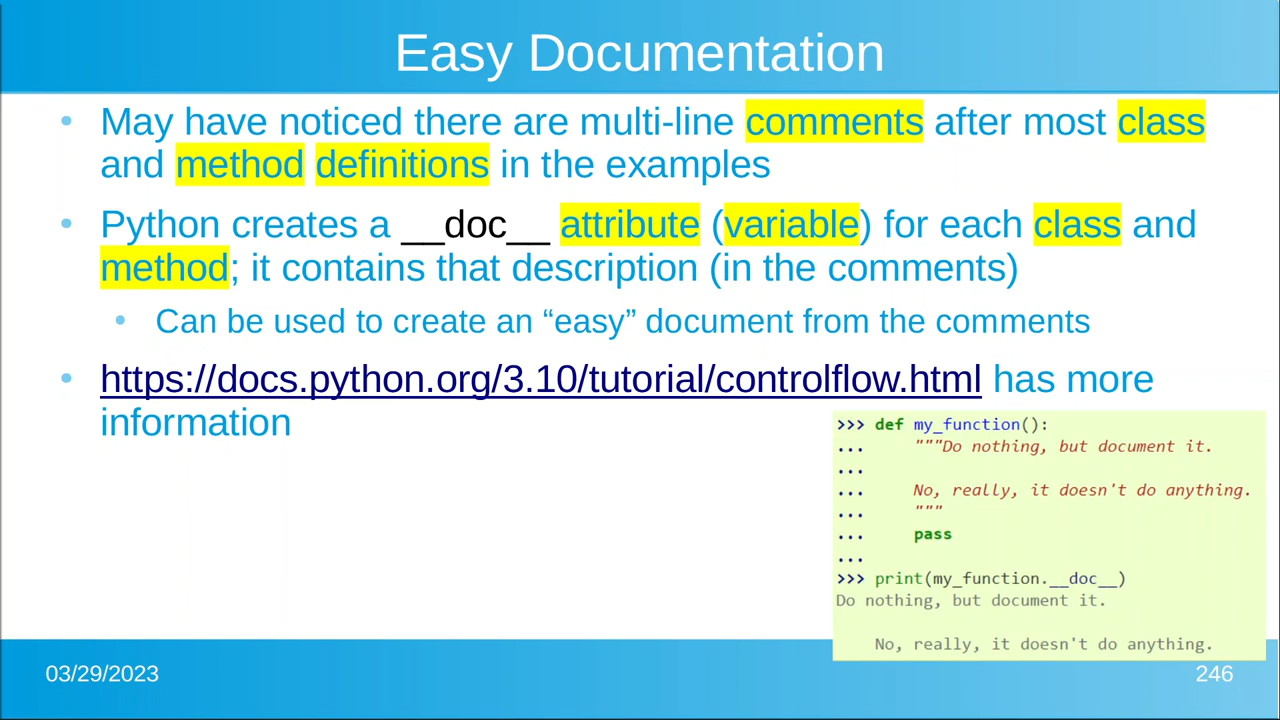 Easy Documentation
• May have noticed there are multi-line comments after most class
and method definitions in the examples
• Python creates a __doc__ attribute (variable) for each class and
method; it contains that description (in the comments)
• Can be used to create an “easy” document from the comments
• https://docs.python.org/3.10/tutorial/controlflow.html has more
information
>>> def my_function():
...     """Do nothing, but document it.
...
...     No, really, it doesn't do anything.
...     """
...     pass
...
>>> print(my_function.__doc__)
Do nothing, but document it.
    No, really, it doesn't do anything.
03/29/2023
246